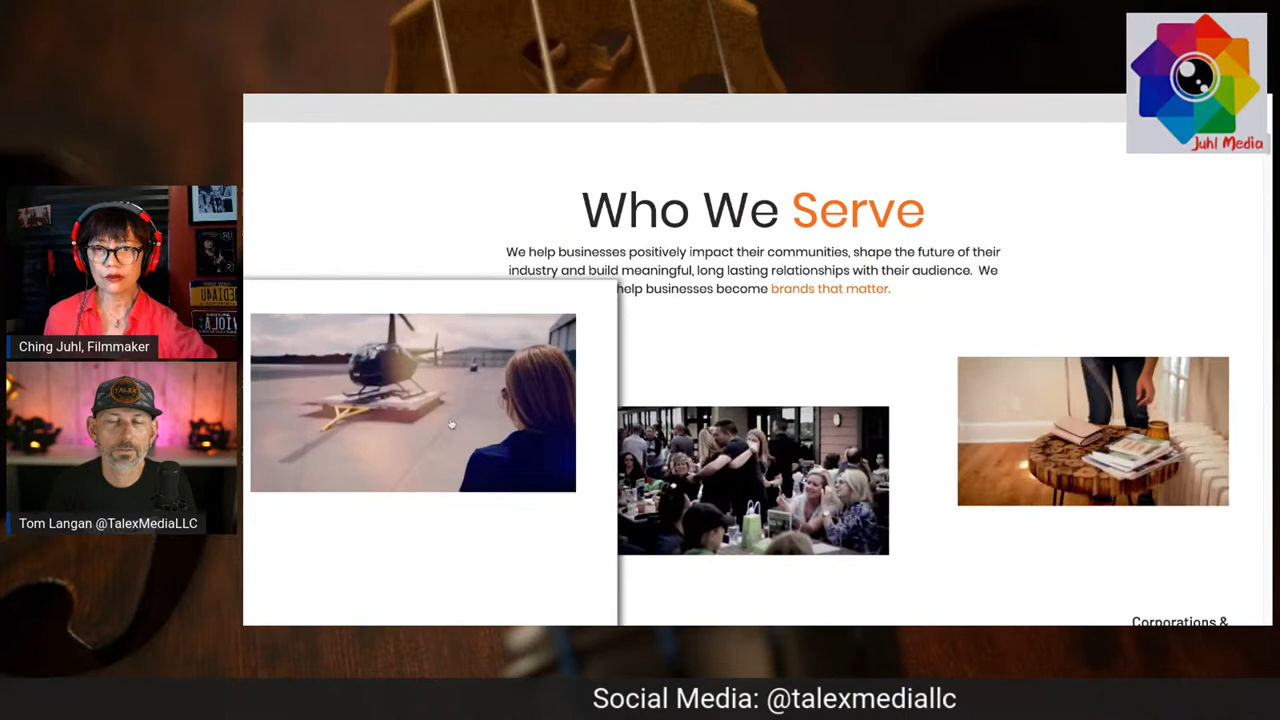 Juhl Media
Who We Serve
We help businesses positively impact their communities, shape the future of their
industry and build meaningful, long lasting relationships with their audience. We
help businesses become brands that matter.
Ching Juhl, Filmmaker
TALEX
Tom Langan @TalexMediaLLC
Corporations &
Social Media: @talexmediallc